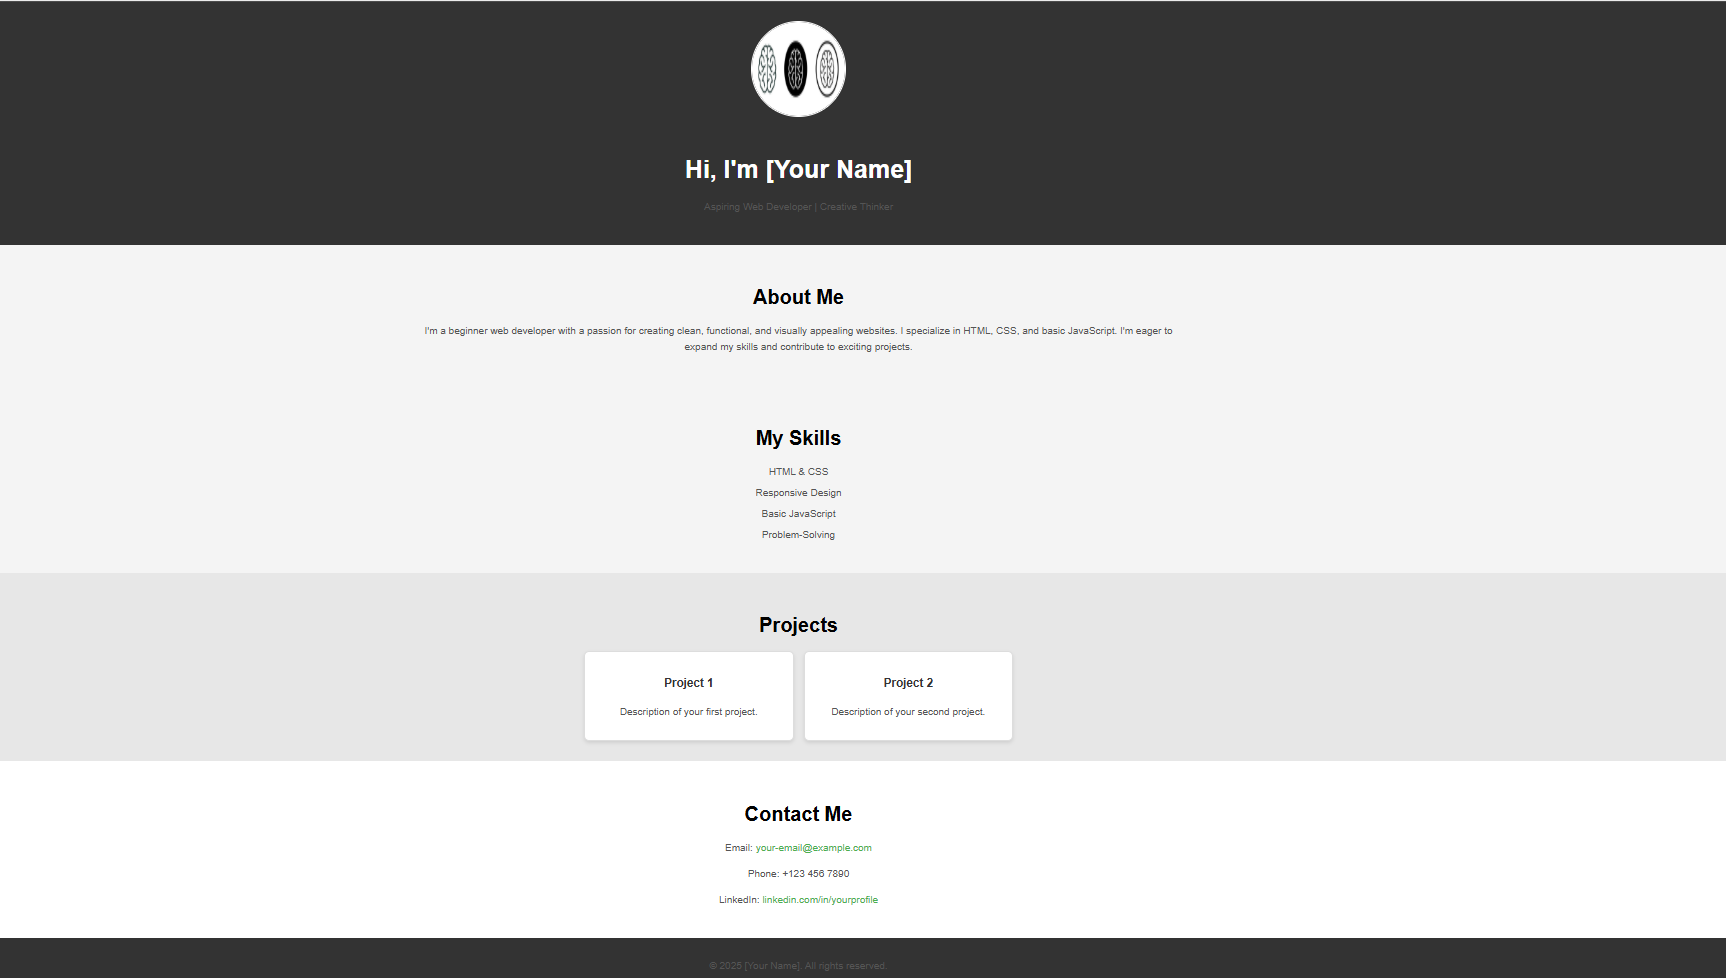 Hi, I'm [Your Name]
Aspiring Web Developer | Creative Thinker
About Me
I'm a beginner web developer with a passion for creating clean, functional, and visually appealing websites. I specialize in HTML, CSS, and basic JavaScript. I'm eager to
expand my skills and contribute to exciting projects.
My Skills
HTML & CSS
Responsive Design
Basic JavaScript
Problem-Solving
Projects
Project 1
Description of your first project.
Project 2
Description of your second project.
Contact Me
Email: your-email@example.com
Phone: +123 456 7890
LinkedIn: linkedin.com/in/yourprofile
© 2025 [Your Name]. All rights reserved.